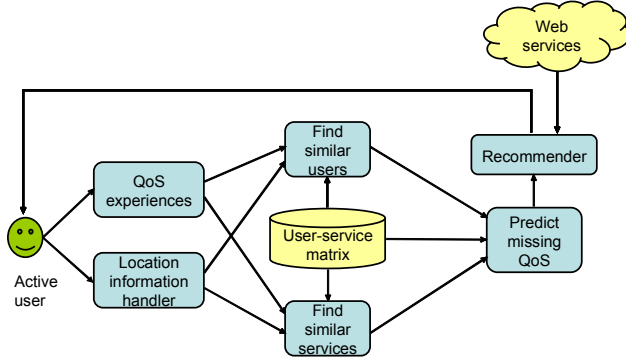 Web
services
Find
similar
users
Recommender
QoS
experiences
User-service
matrix
Predict
missing
QoS
Active
user
Location
information
handler
Find
similar
services